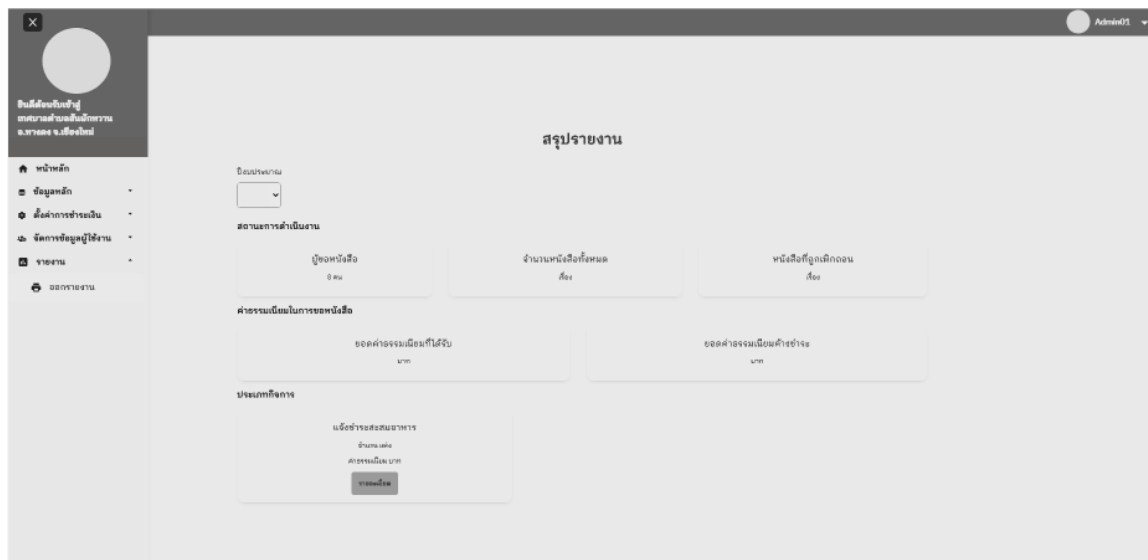 Admin01
ยินดีต้อนรับเข้าสู่
เทศบาลตำบลสันผักหวาน
อ.หางดง จ.เชียงใหม่
หน้าหลัก
ข้อมูลหลัก
ตั้งค่าการชำระเงิน
จัดการข้อมูลผู้ใช้งาน
รายงาน
ออกรายงาน
สรุปรายงาน
ปีงบประมาณ
สถานะการดำเนินงาน
ผู้ขอหนังสือ
0 คน
จำนวนหนังสือทั้งหมด
เรื่อง
หนังสือที่ถูกเพิกถอน
เรื่อง
ค่าธรรมเนียมในการขอหนังสือ
ยอดค่าธรรมเนียมที่ได้รับ
บาท
ยอดค่าธรรมเนียมค้างชำระ
บาท
ประเภทกิจการ
แจ้งชำระสะสมอาหาร
จำนวน แห่ง
ค่าธรรมเนียม บาท
รายละเอียด